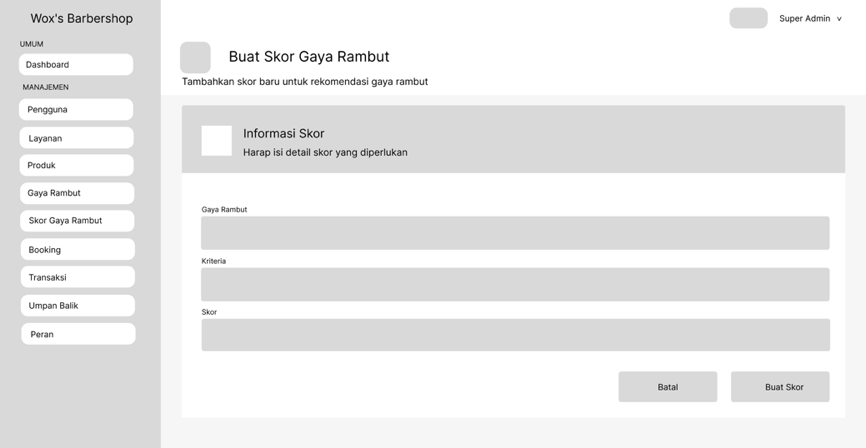 Wox's Barbershop
UMUM
Dashboard
MANAJEMEN
Pengguna
Layanan
Produk
Gaya Rambut
Skor Gaya Rambut
Booking
Transaksi
Umpan Balik
Peran
Super Admin v
Buat Skor Gaya Rambut
Tambahkan skor baru untuk rekomendasi gaya rambut
Informasi Skor
Harap isi detail skor yang diperlukan
Gaya Rambut
Kriteria
Skor
Batal
Buat Skor